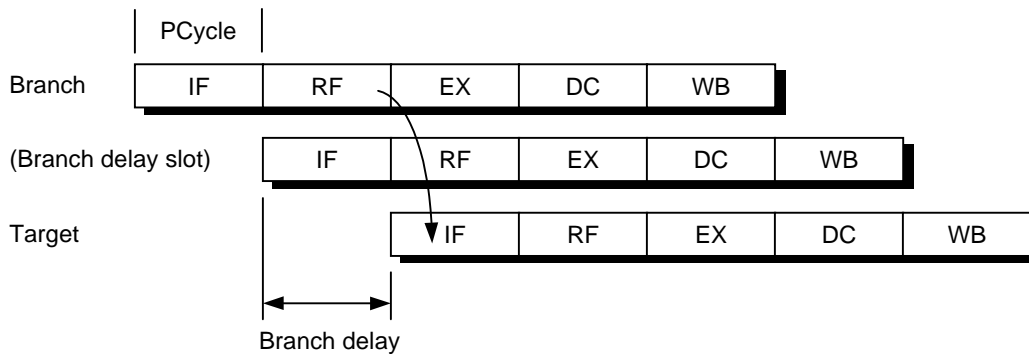 PCycle
Branch IF RF EX DC WB
(Branch delay slot) IF RF EX DC WB
Target IF RF EX DC WB
Branch delay